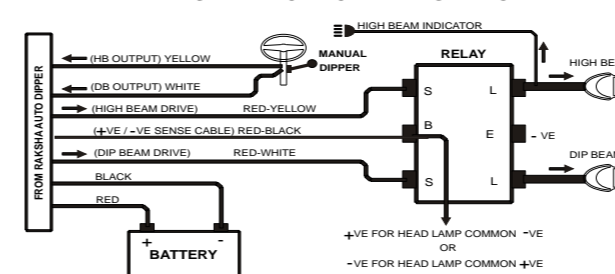 HIGH BEAM INDICATOR
(HB OUTPUT) YELLOW
MANUAL
DIPPER
RELAY
HIGH BE
(DB OUTPUT) WHITE
(HIGH BEAM DRIVE) RED-YELLOW
S L
(+VE / -VE SENSE CABLE) RED-BLACK
B E - VE
(DIP BEAM DRIVE) RED-WHITE
DIP BEAM
S L
BLACK
RED
FROM RAKSHA AUTO DIPPER
+ -
BATTERY
+VE FOR HEAD LAMP COMMON -VE
OR
-VE FOR HEAD LAMP COMMON +VE